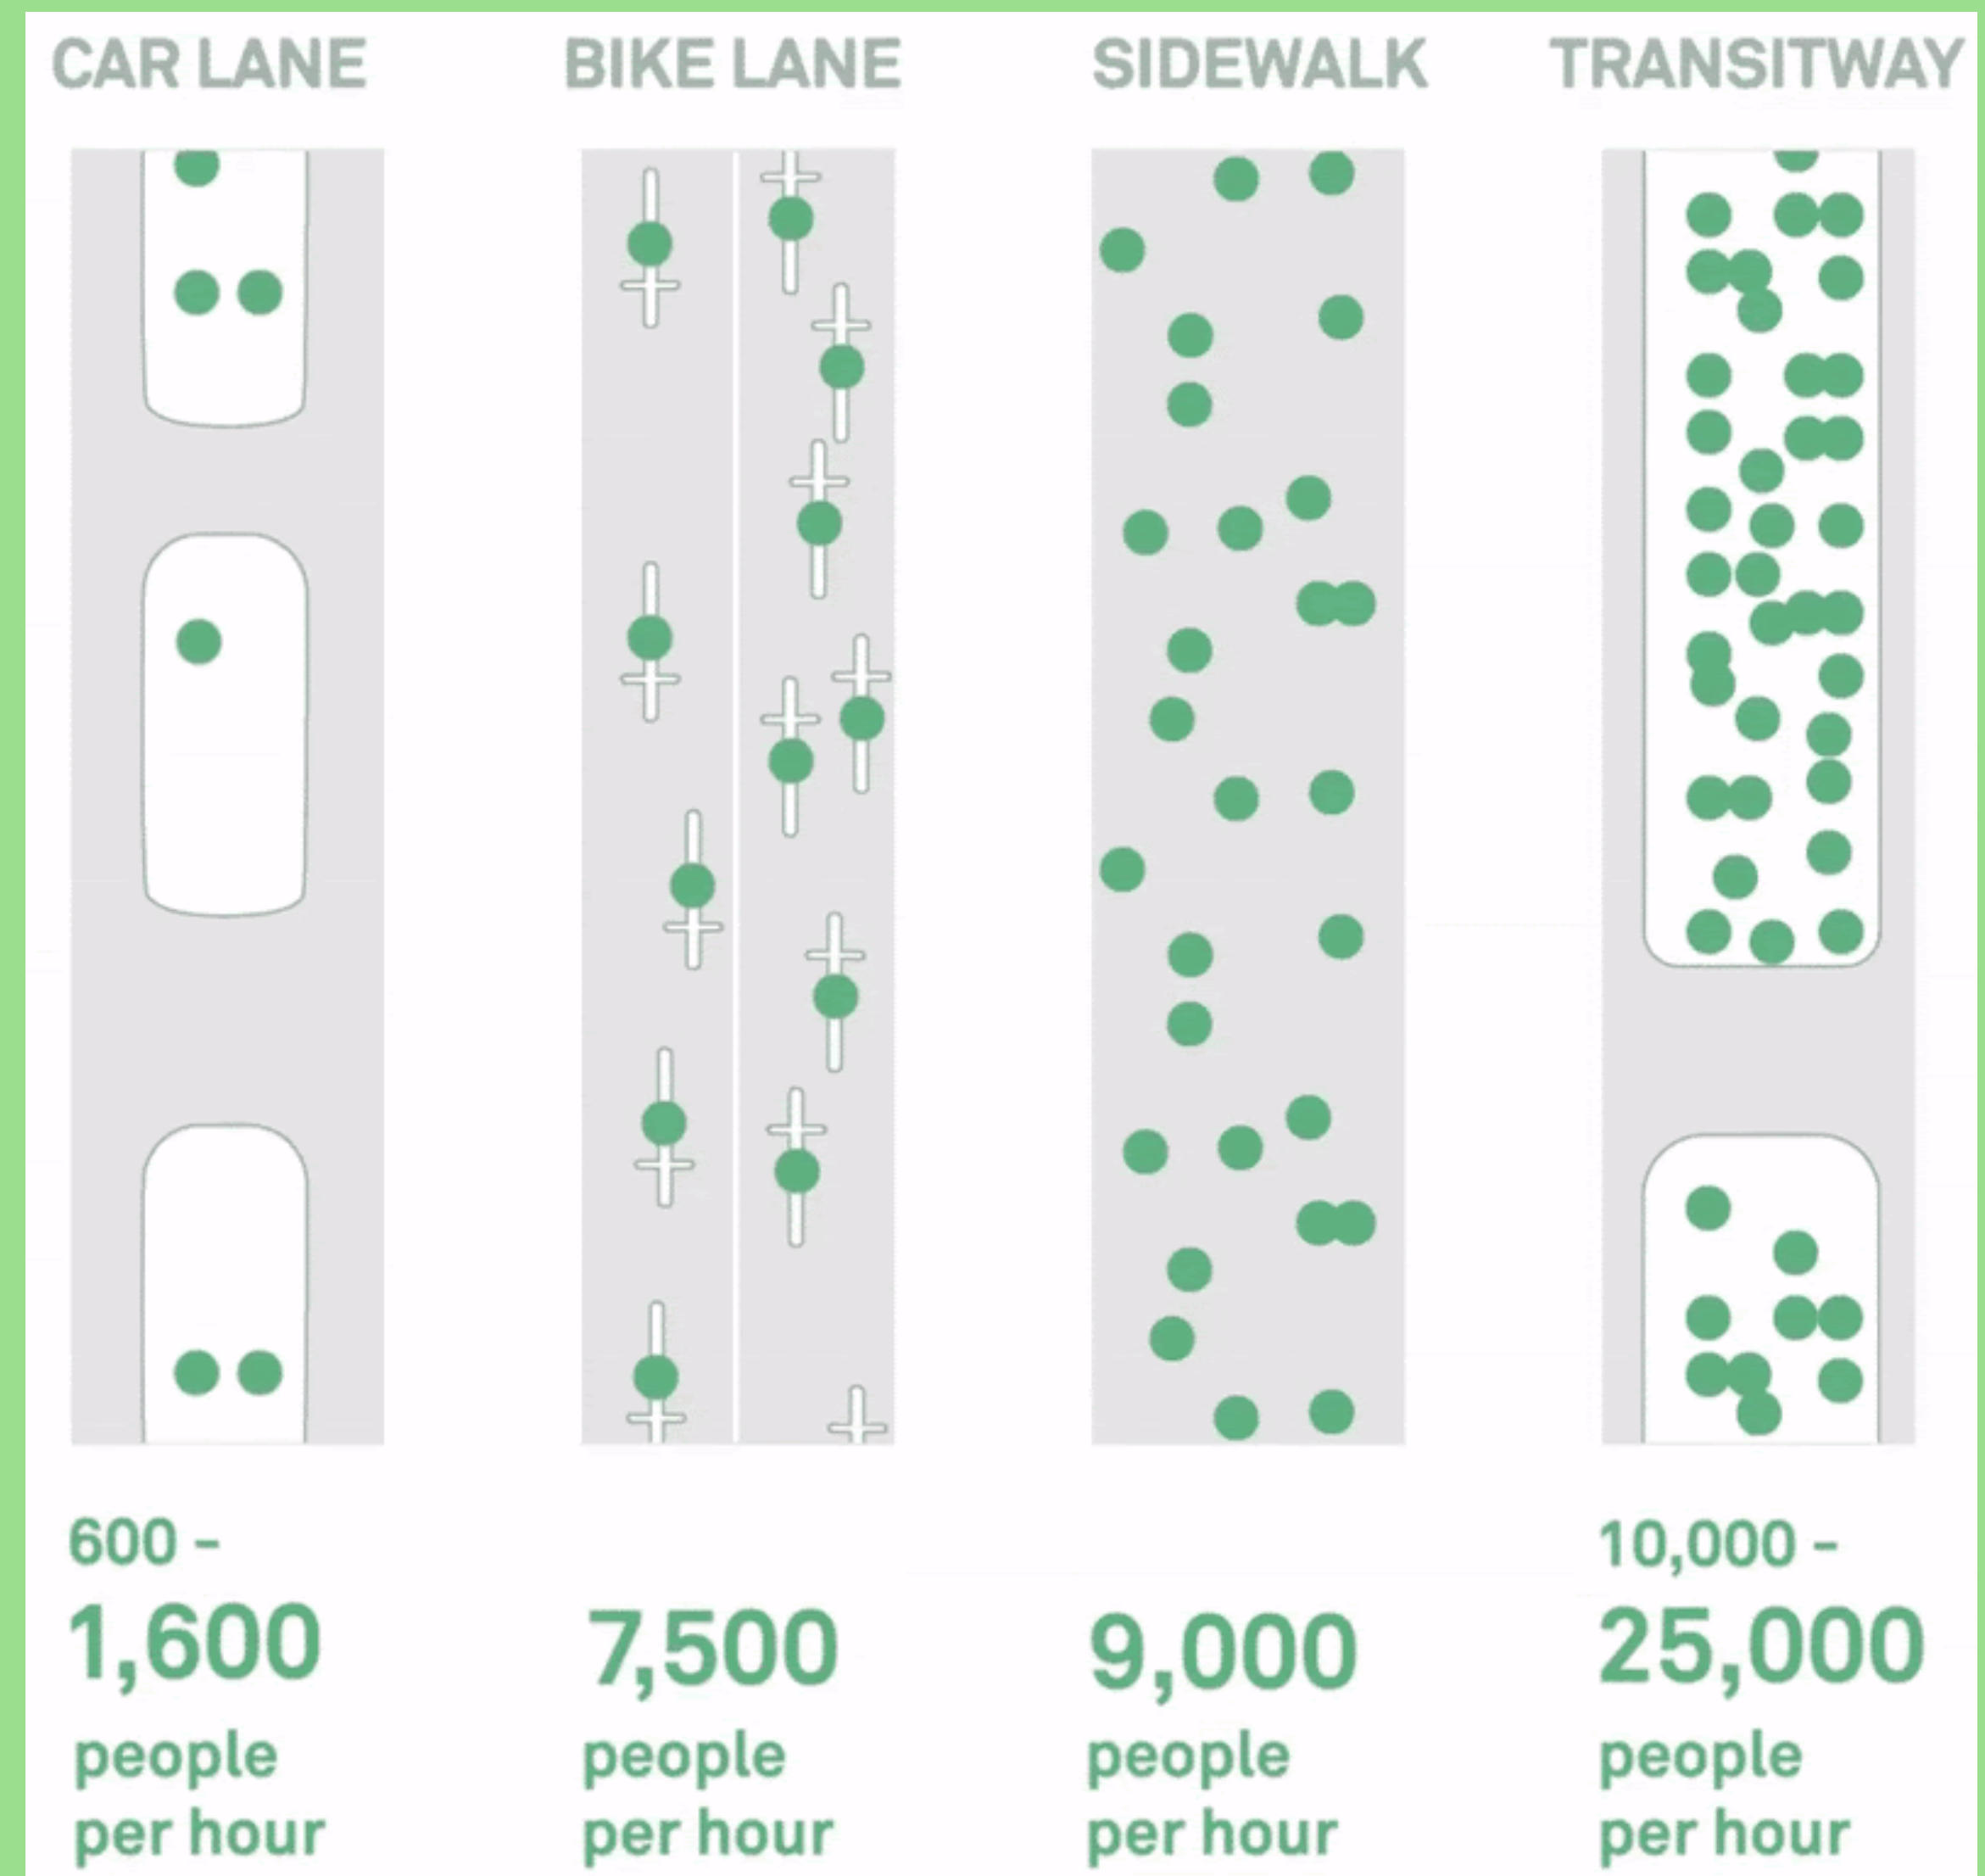 CAR LANE
BIKE LANE
SIDEWALK
TRANSITWAY
600 –
1,600
people
per hour
7,500
people
per hour
9,000
people
per hour
10,000 –
25,000
people
per hour